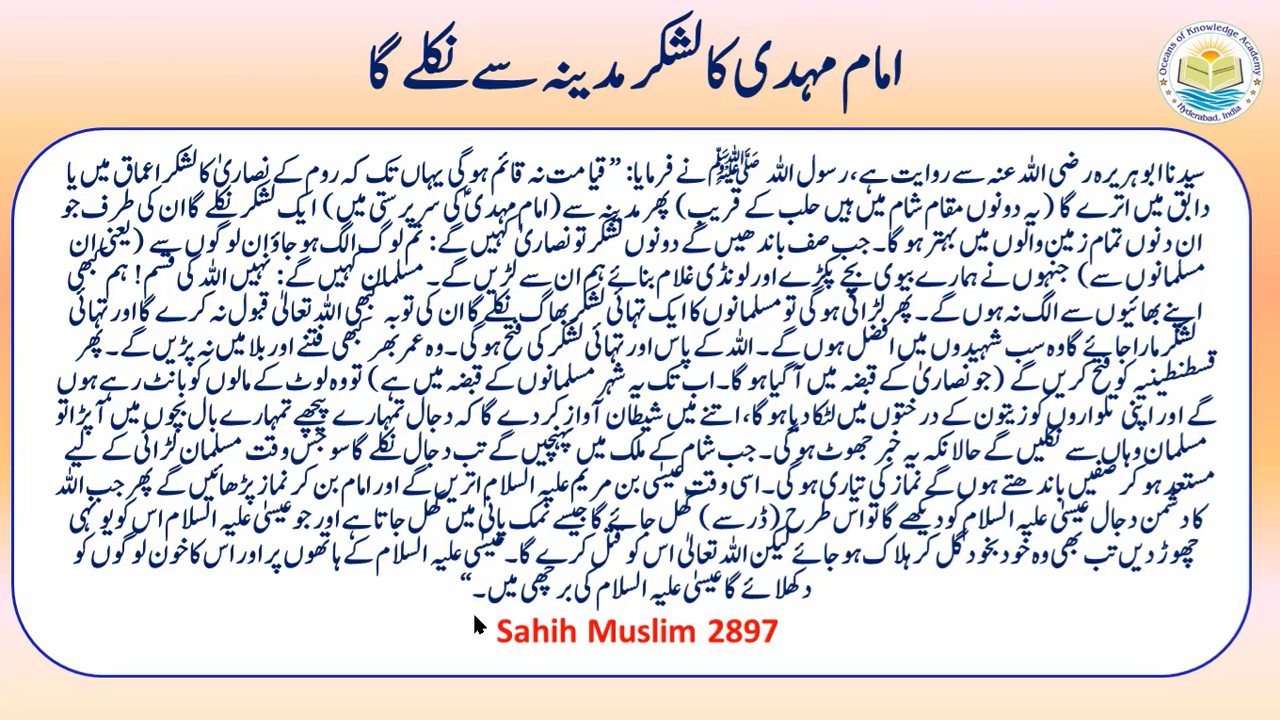 امام مہدی کا لشکر مدینہ سے نکلے گا
Oceans of Knowledge Academy
Hyderabad, India
سیدنا ابو ہریرہ رضی اللہ عنہ سے روایت ہے، رسول اللہ ﷺ نے فرمایا: ”قیامت نہ قائم ہو گی یہاں تک کہ روم کے نصاریٰ کا لشکر اعماق میں یا
دابق میں اترے گا (یہ دونوں مقام شام میں ہیں حلب کے قریب) پھر مدینہ سے (امام مہدیؑ کی سرپرستی میں) ایک لشکر نکلے گا ان کی طرف جو
ان دنوں تمام زمین والوں میں بہتر ہو گا۔ جب صف باندھیں گے دونوں لشکر تو نصاریٰ کہیں گے: تم لوگ الگ ہو جاؤ ان لوگوں سے (یعنی ان
مسلمانوں سے) جنہوں نے ہمارے بیوی بچے پکڑے اور لونڈی غلام بنائے ہم ان سے لڑیں گے۔ مسلمان کہیں گے: نہیں اللہ کی قسم! ہم کبھی
اپنے بھائیوں سے الگ نہ ہوں گے۔ پھر لڑائی ہو گی تو مسلمانوں کا ایک تہائی لشکر بھاگ نکلے گا ان کی توبہ کبھی اللہ تعالیٰ قبول نہ کرے گا اور تہائی
لشکر مارا جائے گا وہ سب شہیدوں میں افضل ہوں گے۔ اللہ کے پاس اور تہائی لشکر کی فتح ہو گی۔ وہ عمر بھر کبھی فتنے اور بلا میں نہ پڑیں گے۔ پھر
قسطنطینیہ کو فتح کریں گے (جو نصاریٰ کے قبضہ میں آ گیا ہو گا۔ اب تک یہ شہر مسلمانوں کے قبضہ میں ہے) تو وہ لوٹ کے مالوں کو بانٹ رہے ہوں
گے اور اپنی تلواروں کو زیتون کے درختوں میں لٹکا دیا ہو گا، اتنے میں شیطان آواز کر دے گا کہ دجال تمہارے پیچھے تمہارے بال بچوں میں آ پڑا تو
مسلمان وہاں سے نکلیں گے حالانکہ یہ خبر جھوٹ ہو گی۔ جب شام کے ملک میں پہنچیں گے تب دجال نکلے گا سو جس وقت مسلمان لڑائی کے لیے
مستعد ہو کر صفیں باندھتے ہوں گے نماز کی تیاری ہو گی۔ اسی وقت عیسیٰ بن مریم علیہ السلام اتریں گے اور امام بن کر نماز پڑھائیں گے پھر جب اللہ
کا دشمن دجال عیسیٰ علیہ السلام کو دیکھے گا تو اس طرح (ڈر سے) گھل جائے گا جیسے نمک پانی میں گھل جاتا ہے اور جو عیسیٰ علیہ السلام اس کو یونہی
چھوڑ دیں تب بھی وہ خود بخود گل کر ہلاک ہو جائے لیکن اللہ تعالیٰ اس کو قتل کرے گا۔ عیسیٰ علیہ السلام کے ہاتھوں پر اور اس کا خون لوگوں کو
دکھلائے گا عیسیٰ علیہ السلام کی برچھی میں۔“
Sahih Muslim 2897